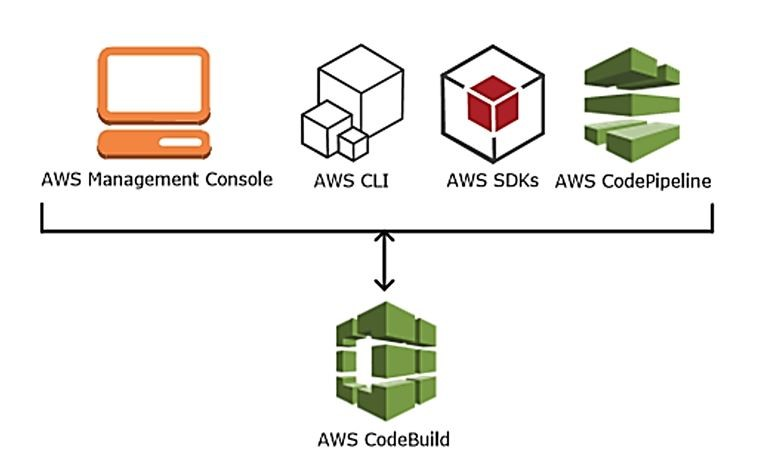 AWS Management Console
AWS CLI
AWS SDKs
AWS CodePipeline
AWS CodeBuild